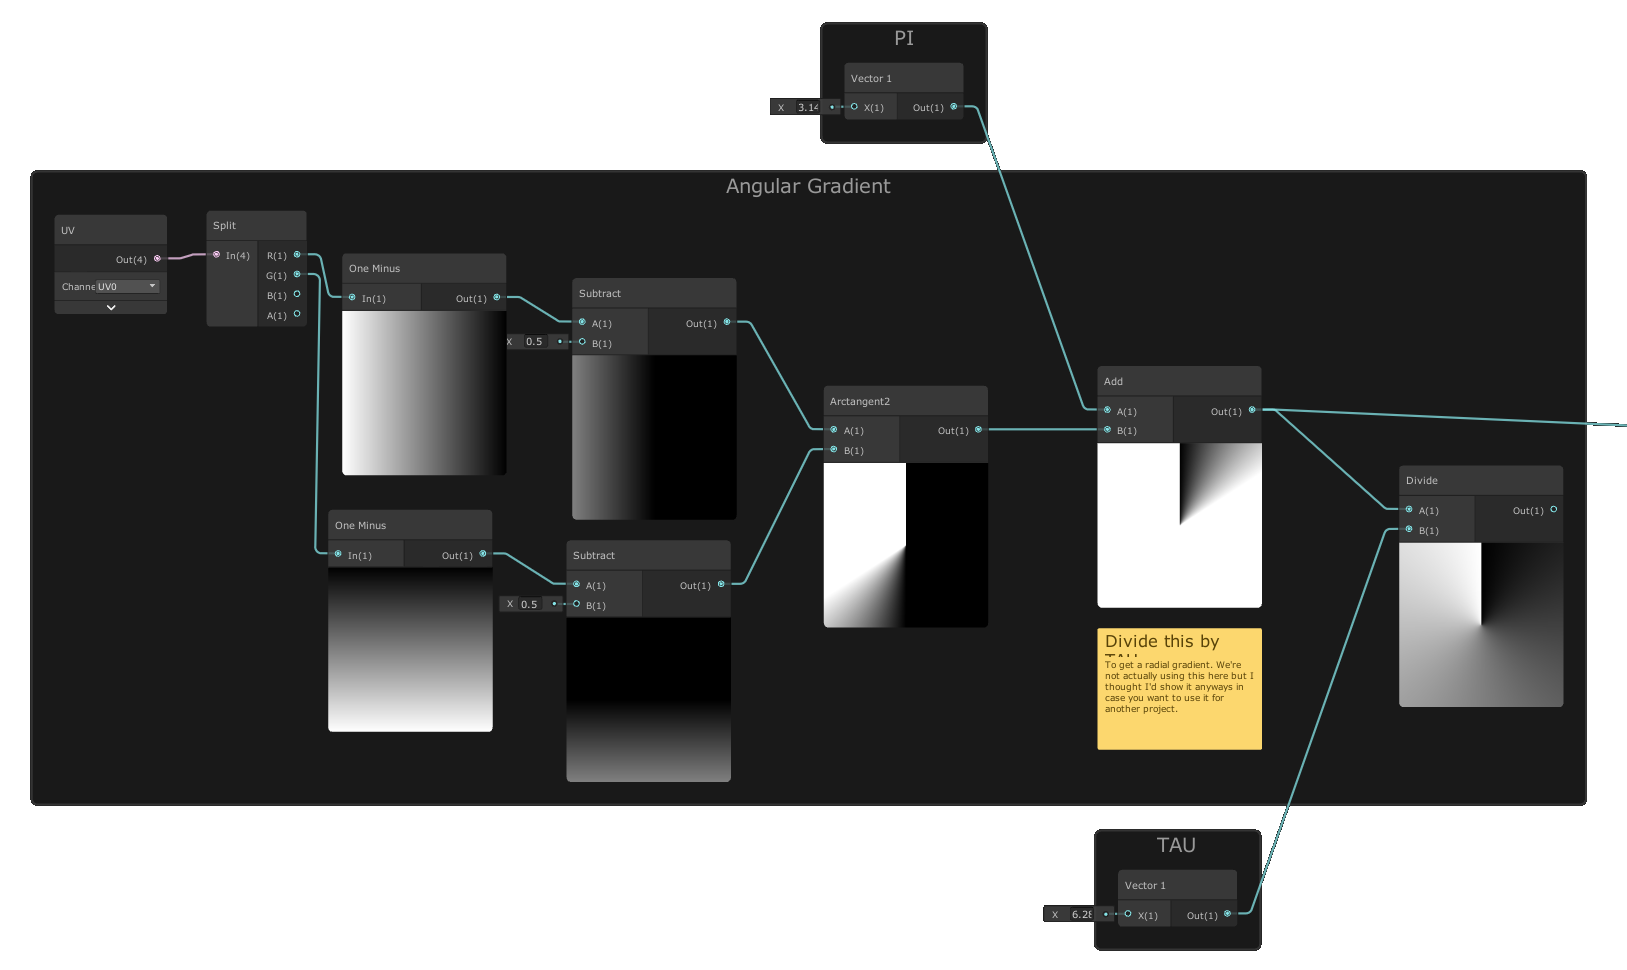 PI
Vector 1
X 3.14
X(1) Out(1)
Angular Gradient
UV
Out(4)
Channe UV0
Split
In(4) R(1)
G(1)
B(1)
A(1)
One Minus
In(1) Out(1)
Subtract
A(1) Out(1)
X 0.5 B(1)
One Minus
In(1) Out(1)
Subtract
A(1) Out(1)
X 0.5 B(1)
Arctangent2
A(1) Out(1)
B(1)
Add
A(1) Out(1)
B(1)
Divide this by
TAU
To get a radial gradient. We're
not actually using this here but I
thought I'd show it anyways in
case you want to use it for
another project.
Divide
A(1) Out(1)
B(1)
TAU
Vector 1
X 6.28
X(1) Out(1)